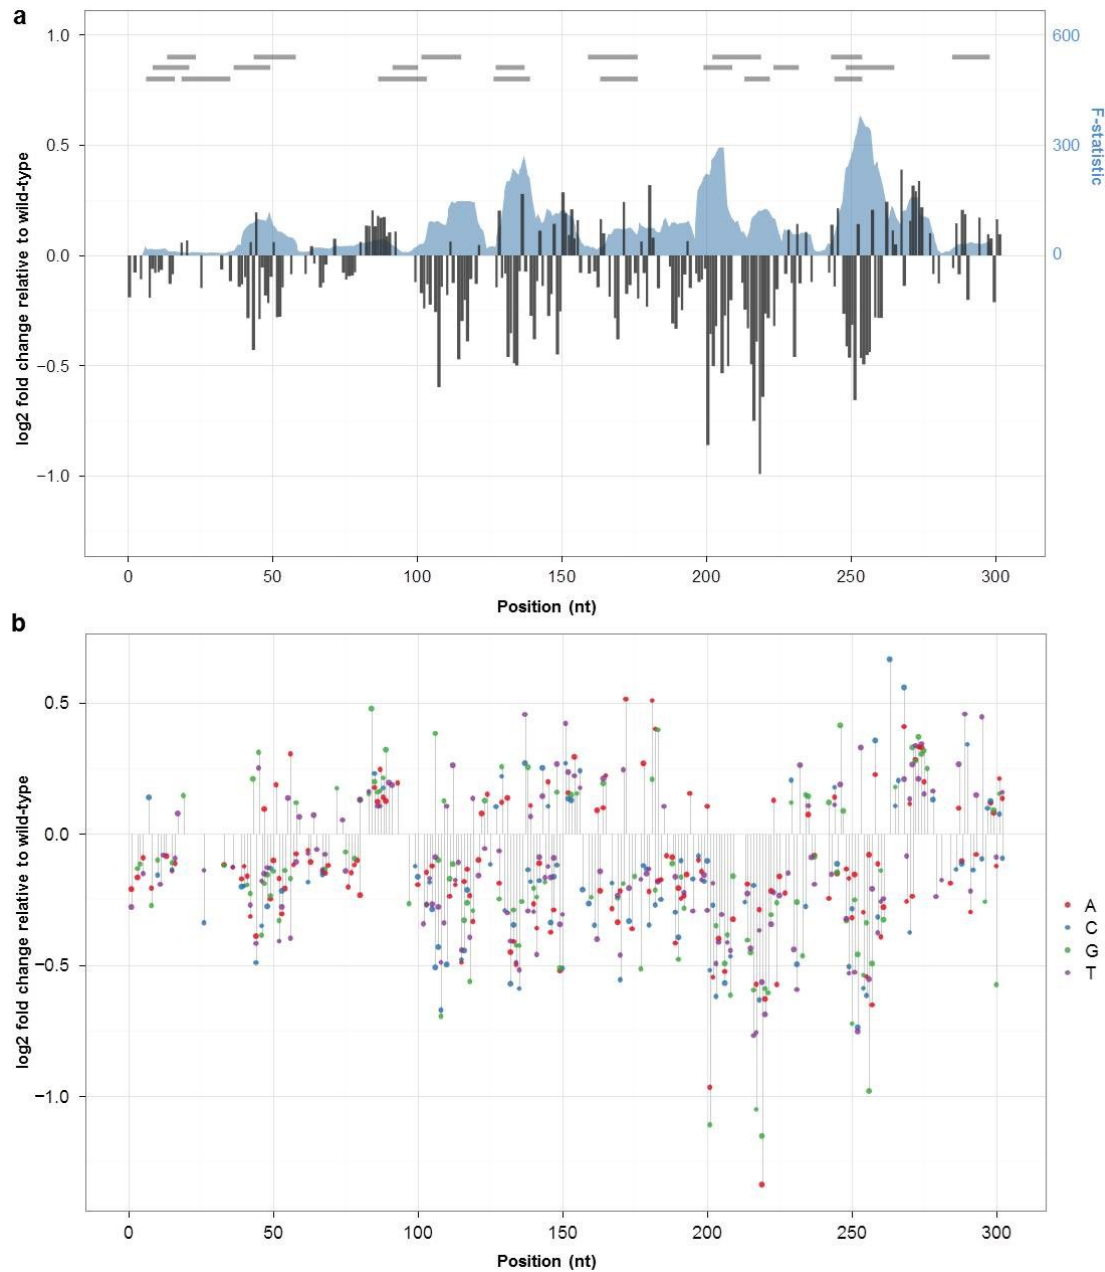 a
1.0
0.5
0.0
−0.5
−1.0
log2 fold change relative to wild-type
600
300
0
F-statistic
0 50 100 150 200 250 300
Position (nt)
b
0.5
0.0
−0.5
−1.0
log2 fold change relative to wild-type
A
C
G
T
0 50 100 150 200 250 300
Position (nt)